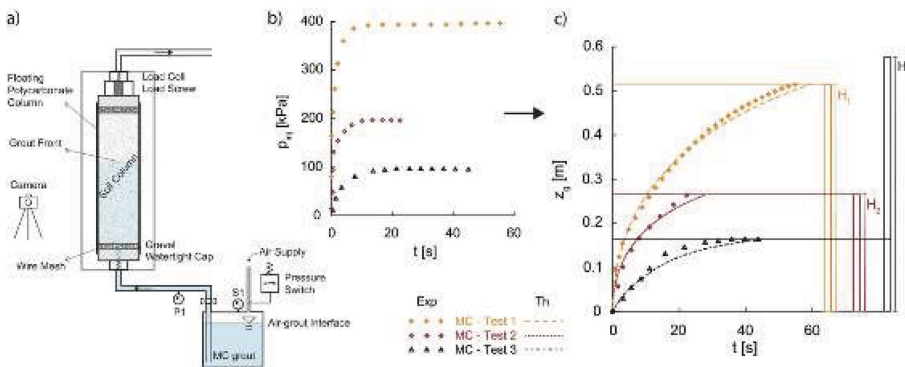 a)
Floating
Polycarbonate
Column
Load Cell
Load Screw
Grout Front
Soil Column
Camera
Gravel
Watertight Cap
Wire Mesh
Air Supply
Pressure
Switch
P1
S1
Air-grout Interface
MC grout
b)
400
300
200
100
0
p [kPa]
0 20 40 60
t [s]
c)
0.6
0.5
0.4
0.3
0.2
0.1
0
z_g [m]
0 20 40 60
t [s]
H₁
H₂
H
Exp Th
MC - Test 1
MC - Test 2
MC - Test 3